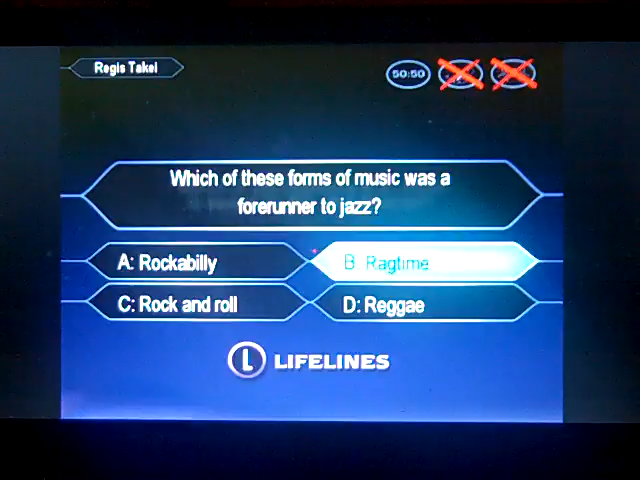 Regis Takei
50:50
Which of these forms of music was a
forerunner to jazz?
A: Rockabilly
B: Ragtime
C: Rock and roll
D: Reggae
L LIFELINES